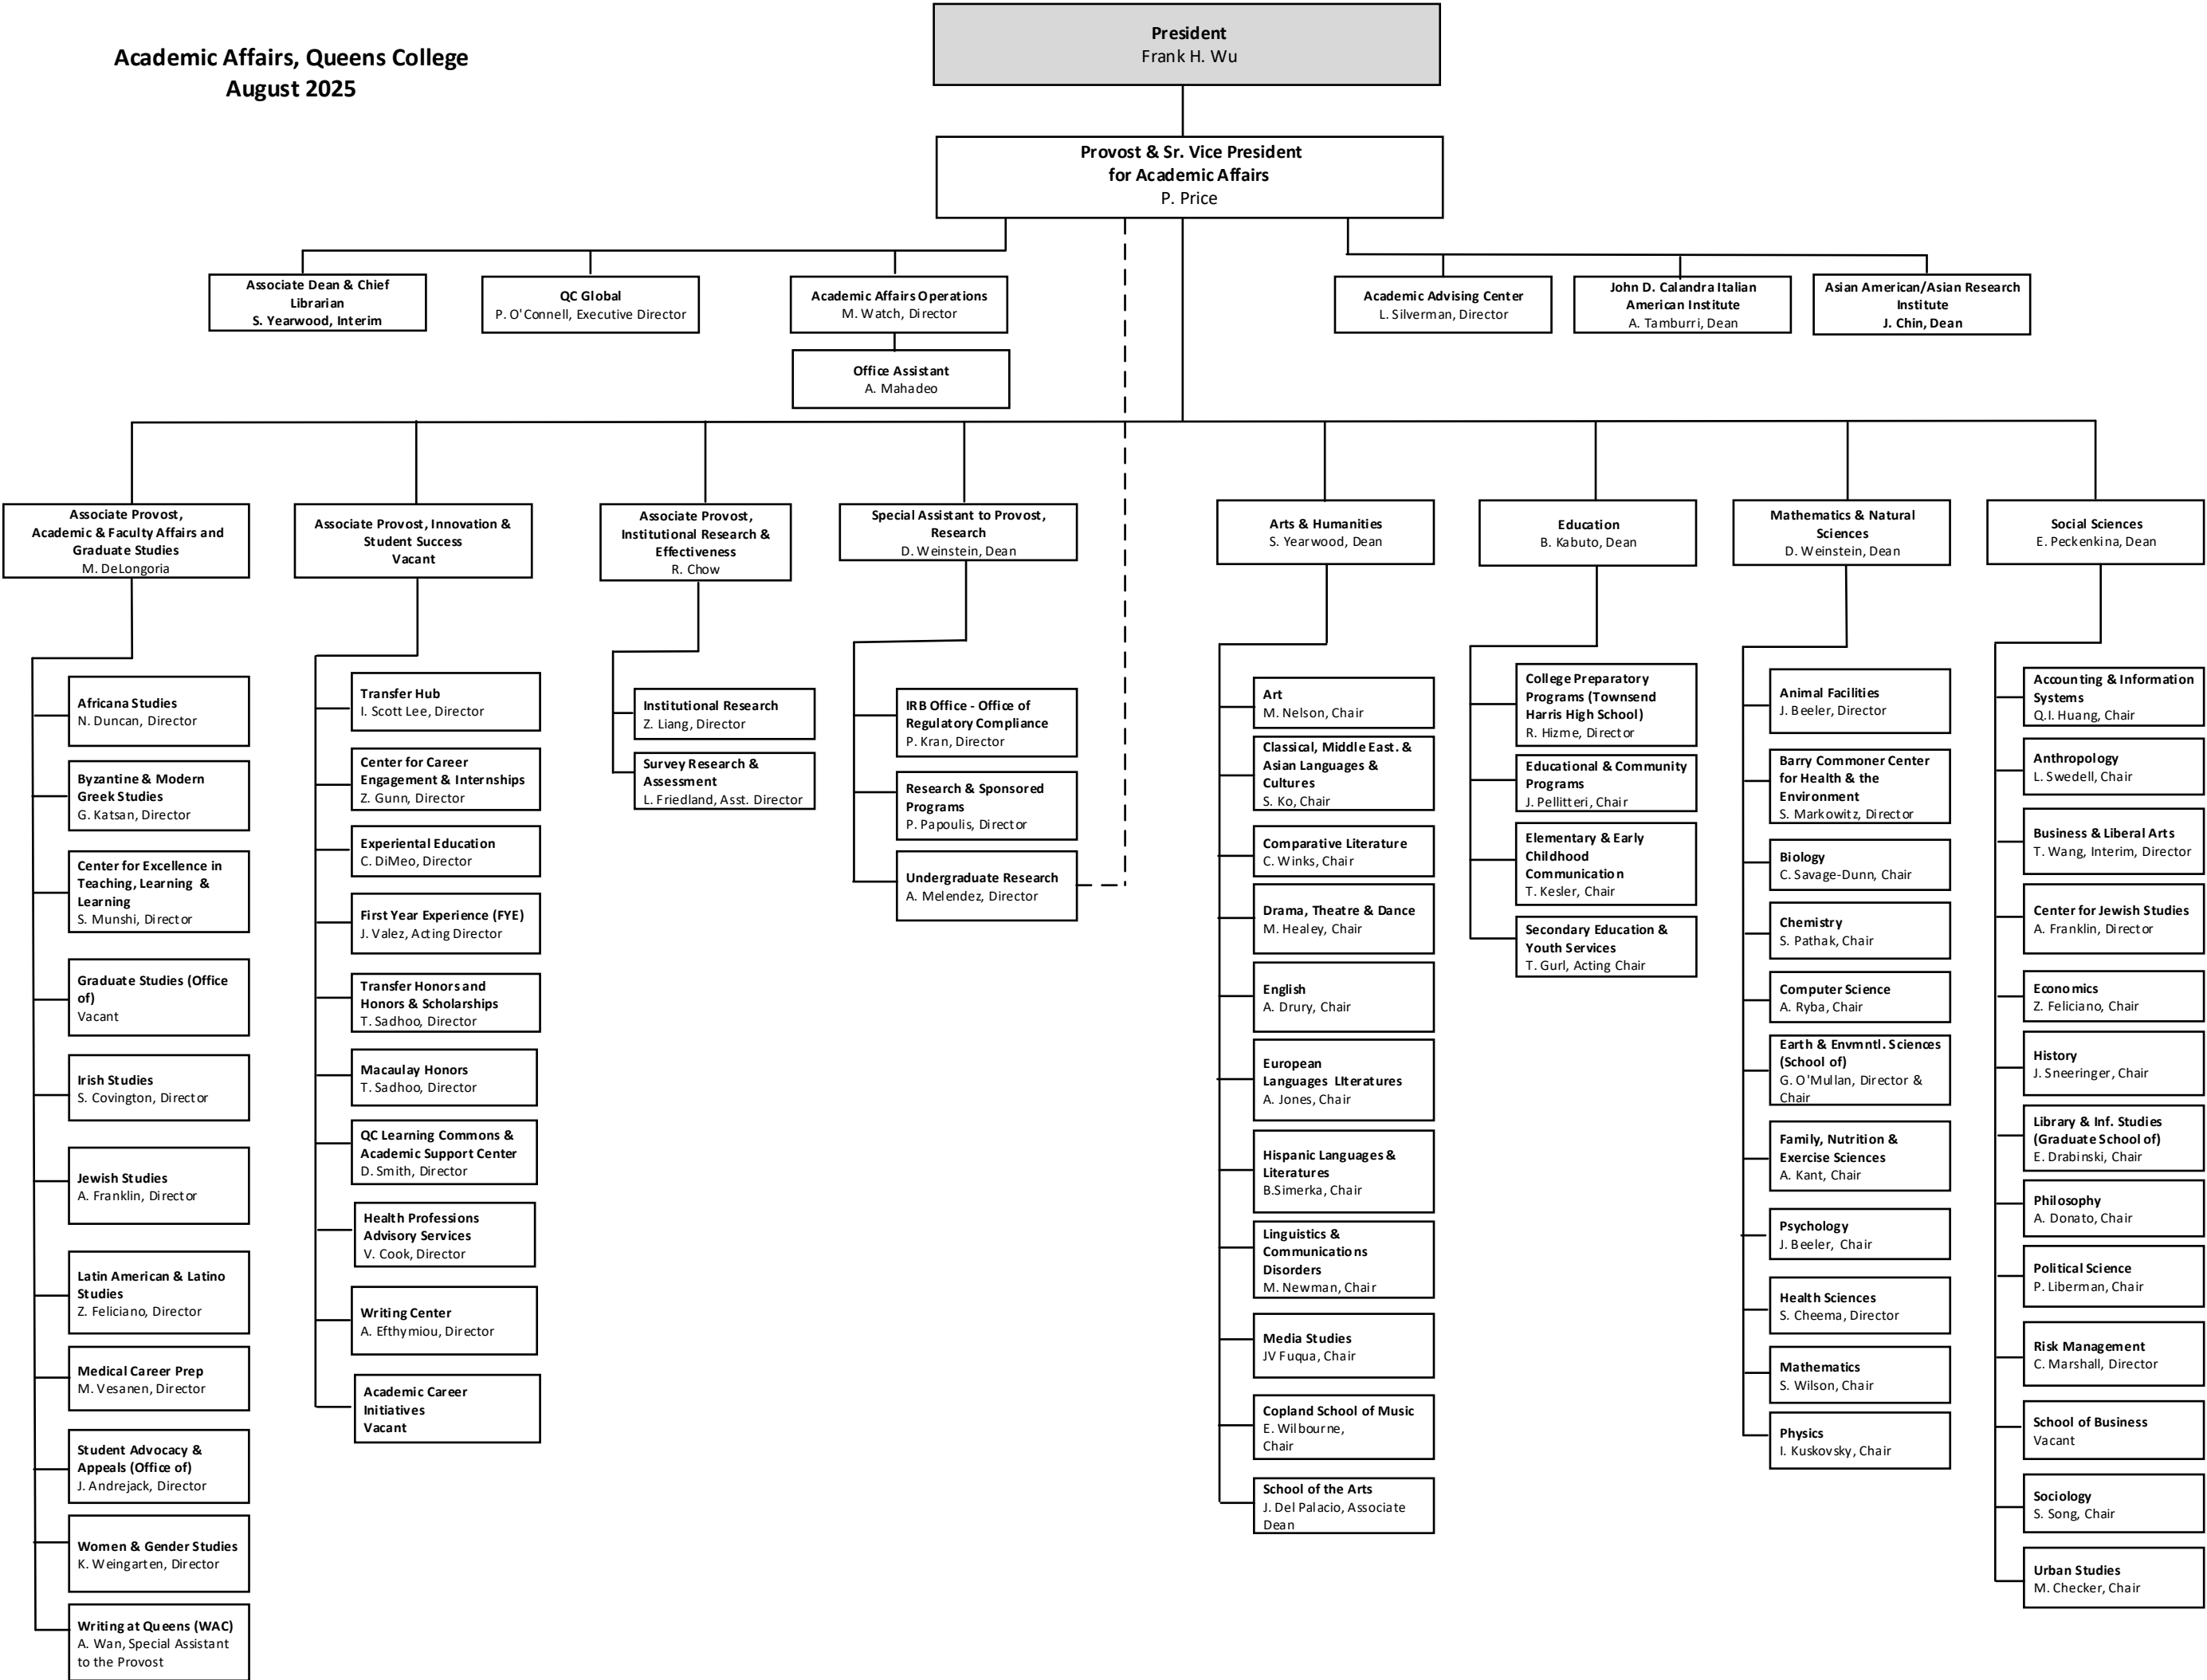 Academic Affairs, Queens College
August 2025
President
Frank H. Wu
Provost & Sr. Vice President
for Academic Affairs
P. Price
Associate Dean & Chief
Librarian
S. Yearwood, Interim
QC Global
P. O'Connell, Executive Director
Academic Affairs Operations
M. Watch, Director
Office Assistant
A. Mahadeo
Academic Advising Center
L. Silverman, Director
John D. Calandra Italian
American Institute
A. Tamburri, Dean
Asian American/Asian Research
Institute
J. Chin, Dean
Associate Provost,
Academic & Faculty Affairs and
Graduate Studies
M. DeLongoria
Associate Provost, Innovation &
Student Success
Vacant
Associate Provost,
Institutional Research &
Effectiveness
R. Chow
Special Assistant to Provost,
Research
D. Weinstein, Dean
Arts & Humanities
S. Yearwood, Dean
Education
B. Kabuto, Dean
Mathematics & Natural
Sciences
D. Weinstein, Dean
Social Sciences
E. Peckenkina, Dean
Africana Studies
N. Duncan, Director
Byzantine & Modern
Greek Studies
G. Katsan, Director
Center for Excellence in
Teaching, Learning &
Learning
S. Munshi, Director
Graduate Studies (Office
of)
Vacant
Irish Studies
S. Covington, Director
Jewish Studies
A. Franklin, Director
Latin American & Latino
Studies
Z. Feliciano, Director
Medical Career Prep
M. Vesanen, Director
Student Advocacy &
Appeals (Office of)
J. Andrejack, Director
Women & Gender Studies
K. Weingarten, Director
Writing at Queens (WAC)
A. Wan, Special Assistant
to the Provost
Transfer Hub
I. Scott Lee, Director
Center for Career
Engagement & Internships
Z. Gunn, Director
Experiental Education
C. DiMeo, Director
First Year Experience (FYE)
J. Valez, Acting Director
Transfer Honors and
Honors & Scholarships
T. Sadhoo, Director
Macaulay Honors
T. Sadhoo, Director
QC Learning Commons &
Academic Support Center
D. Smith, Director
Health Professions
Advisory Services
V. Cook, Director
Writing Center
A. Efthymiou, Director
Academic Career
Initiatives
Vacant
Institutional Research
Z. Liang, Director
Survey Research &
Assessment
L. Friedland, Asst. Director
IRB Office - Office of
Regulatory Compliance
P. Kran, Director
Research & Sponsored
Programs
P. Papoulis, Director
Undergraduate Research
A. Melendez, Director
Art
M. Nelson, Chair
Classical, Middle East. &
Asian Languages &
Cultures
S. Ko, Chair
Comparative Literature
C. Winks, Chair
Drama, Theatre & Dance
M. Healey, Chair
English
A. Drury, Chair
European
Languages LIteratures
A. Jones, Chair
Hispanic Languages &
Literatures
B.Simerka, Chair
Linguistics &
Communications
Disorders
M. Newman, Chair
Media Studies
JV Fuqua, Chair
Copland School of Music
E. Wilbourne,
Chair
School of the Arts
J. Del Palacio, Associate
Dean
College Preparatory
Programs (Townsend
Harris High School)
R. Hizme, Director
Educational & Community
Programs
J. Pellitteri, Chair
Elementary & Early
Childhood
Communication
T. Kesler, Chair
Secondary Education &
Youth Services
T. Gurl, Acting Chair
Animal Facilities
J. Beeler, Director
Barry Commoner Center
for Health & the
Environment
S. Markowitz, Director
Biology
C. Savage-Dunn, Chair
Chemistry
S. Pathak, Chair
Computer Science
A. Ryba, Chair
Earth & Envmntl. Sciences
(School of)
G. O'Mullan, Director &
Chair
Family, Nutrition &
Exercise Sciences
A. Kant, Chair
Psychology
J. Beeler, Chair
Health Sciences
S. Cheema, Director
Mathematics
S. Wilson, Chair
Physics
I. Kuskovsky, Chair
Accounting & Information
Systems
Q.I. Huang, Chair
Anthropology
L. Swedell, Chair
Business & Liberal Arts
T. Wang, Interim, Director
Center for Jewish Studies
A. Franklin, Director
Economics
Z. Feliciano, Chair
History
J. Sneeringer, Chair
Library & Inf. Studies
(Graduate School of)
E. Drabinski, Chair
Philosophy
A. Donato, Chair
Political Science
P. Liberman, Chair
Risk Management
C. Marshall, Director
School of Business
Vacant
Sociology
S. Song, Chair
Urban Studies
M. Checker, Chair